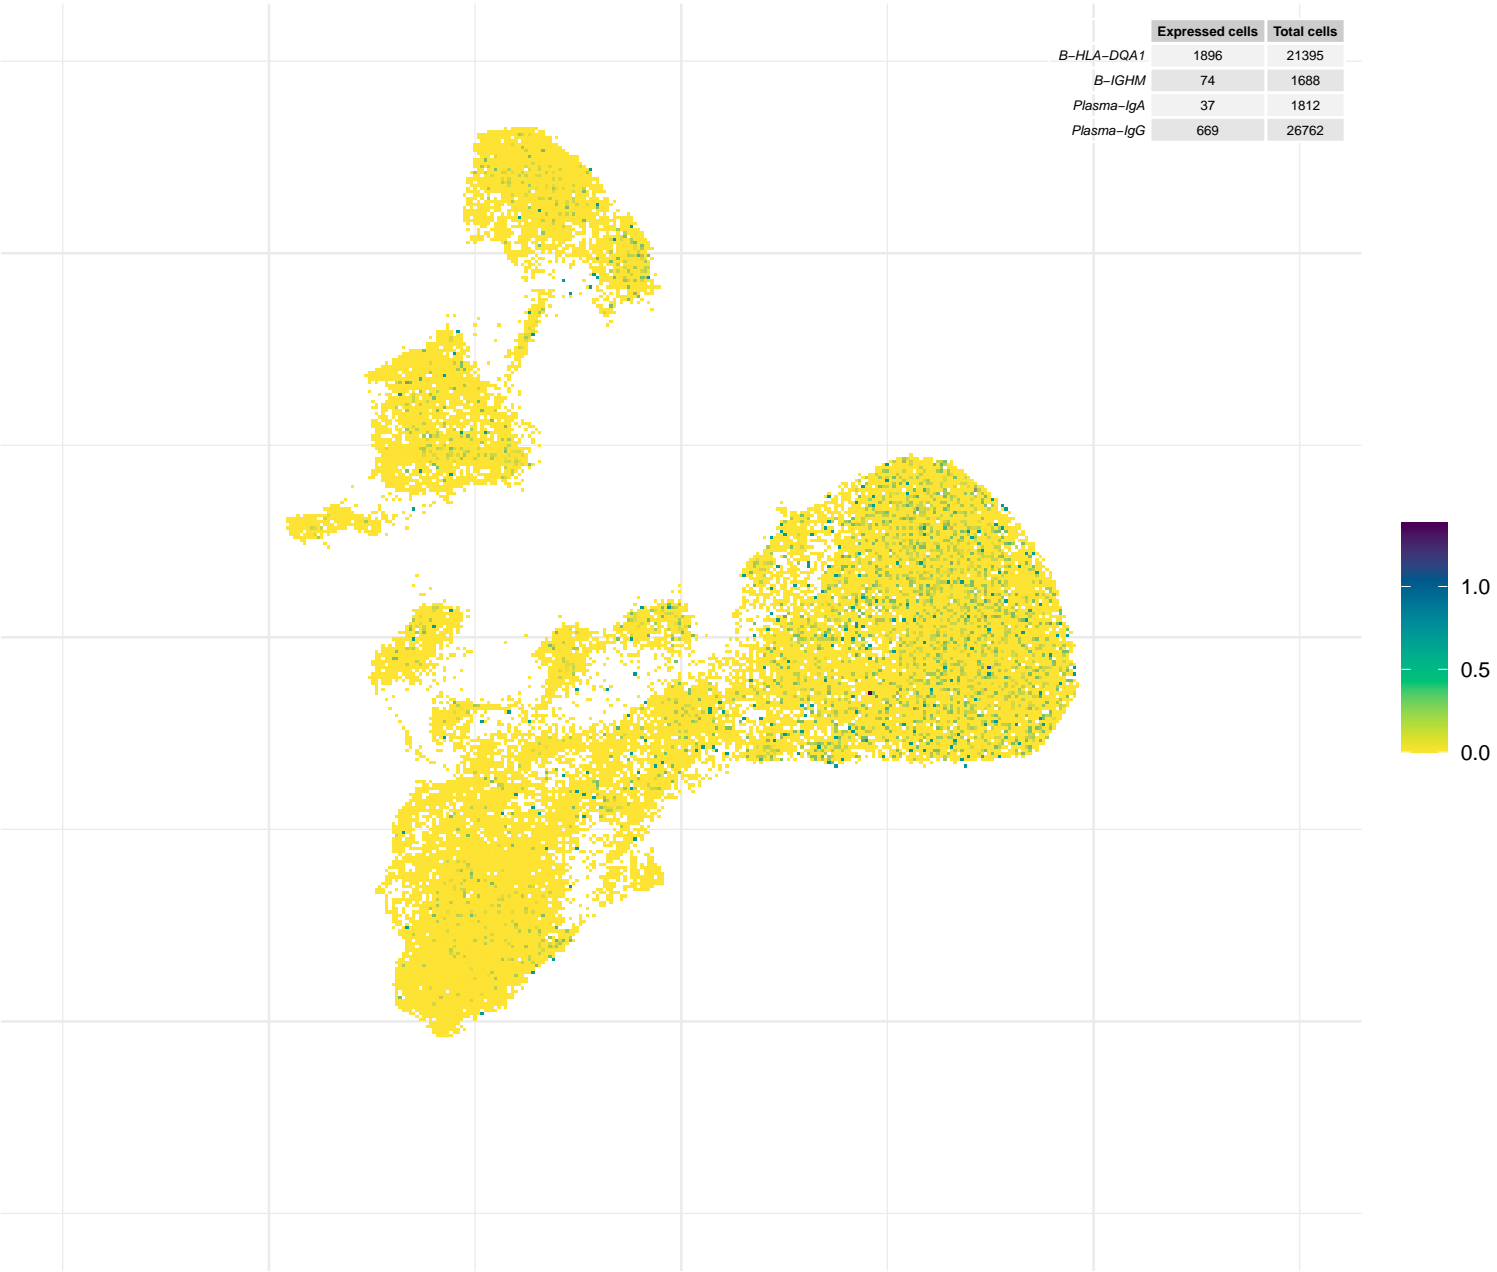 Expressed cells Total cells
B−HLA−DQA1 1896 21395
B−IGHM 74 1688
Plasma−IgA 37 1812
Plasma−IgG 669 26762
1.0
0.5
0.0